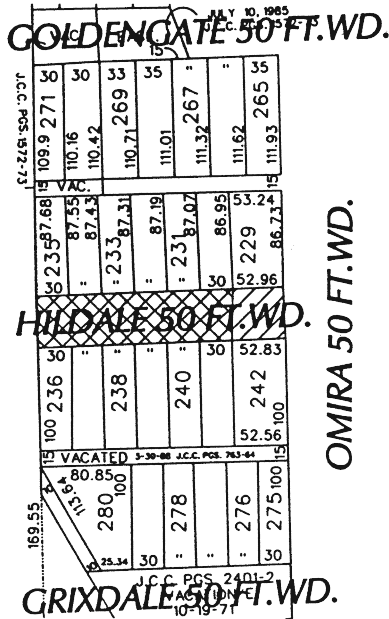 JULY 10, 1985
GOLDENGATE 50 FT.WD.
VAC.
15
30 30 33 35 " " 35
271 269 267 265
109.9 110.16 110.42 110.71 111.01 111.32 111.62 111.93
J.C.C. PGS. 1572-73
15 VAC. 15
87.68 87.55 87.43 87.31 87.19 87.07 86.95 53.24 86.73
235 233 231 229
30 " " " " 30 52.96
HILDALE 50 FT.WD.
OMIRA 50 FT.WD.
30 " " " " 30 52.83
236 238 240 242
100 100
52.56
15 VACATED 3-30-66 J.C.C. PGS. 763-64 15
80.85
113.64 100 100
169.55
280 278 276 275
25.34 30 " " 30
J.C.C. PGS. 2401-2
GRIXDALE 50 FT.WD.
VACATION E
10-19-71